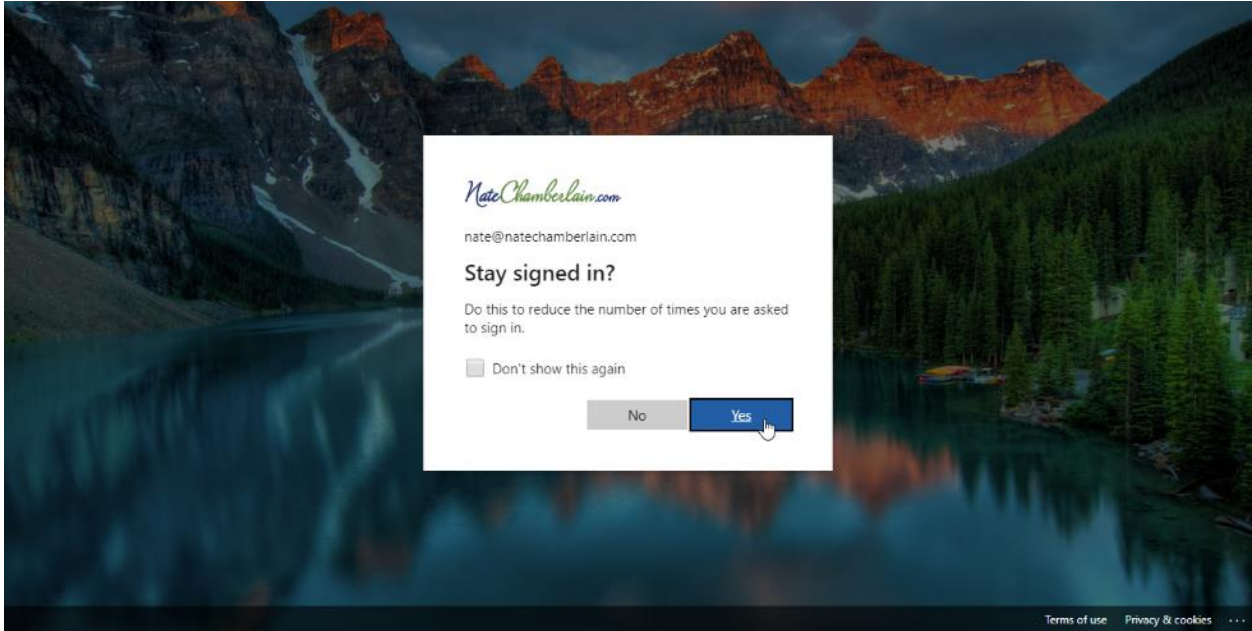 NateChamberlain.com
nate@natechamberlain.com
Stay signed in?
Do this to reduce the number of times you are asked
to sign in.
Don't show this again
No
Yes
Terms of use Privacy & cookies ...